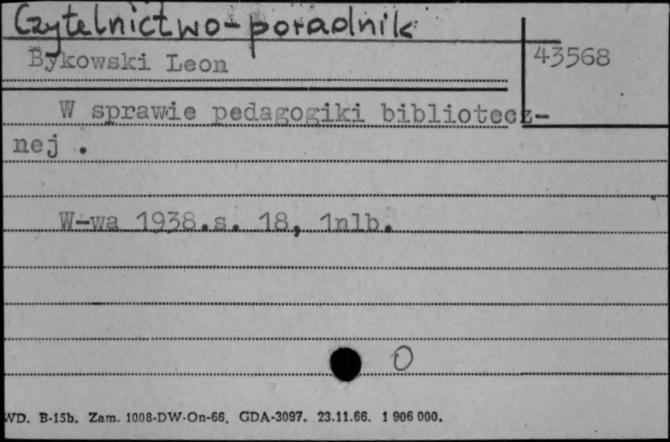 Czytelnictwo-poradnik
Bykowski Leon
43568
W sprawie pedagogiki bibliotecz-
nej .
W-wa 1938.s. 18, 1nlb.
0
WD. B-15b. Zam. 1008-DW-On-66. GDA-3097. 23.11.66. 1 906 000.